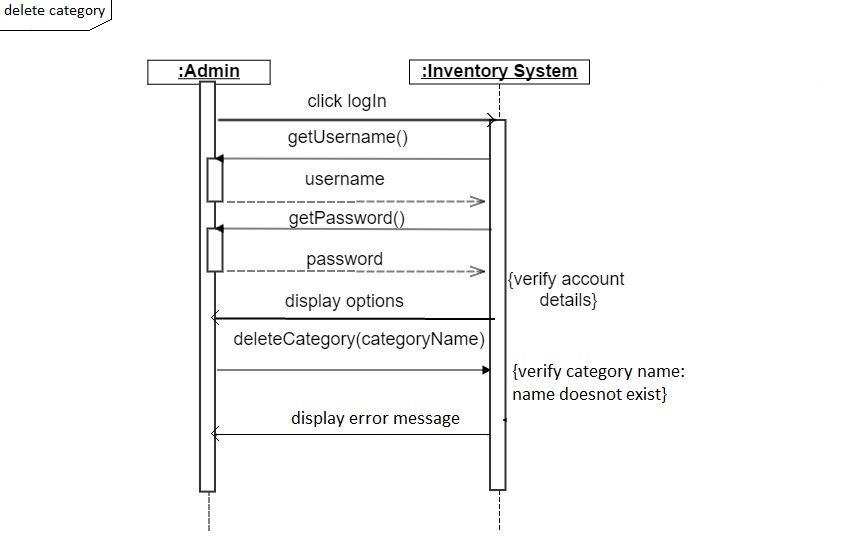 delete category
:Admin
:Inventory System
click logIn
getUsername()
username
getPassword()
password
{verify account
details}
display options
deleteCategory(categoryName)
{verify category name:
name doesnot exist}
display error message